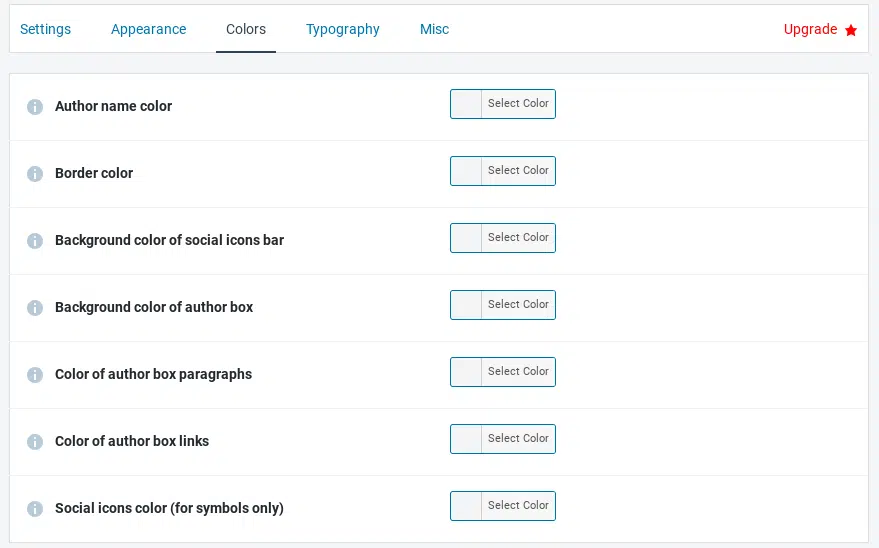 Settings Appearance Colors Typography Misc Upgrade
Author name color Select Color
Border color Select Color
Background color of social icons bar Select Color
Background color of author box Select Color
Color of author box paragraphs Select Color
Color of author box links Select Color
Social icons color (for symbols only) Select Color